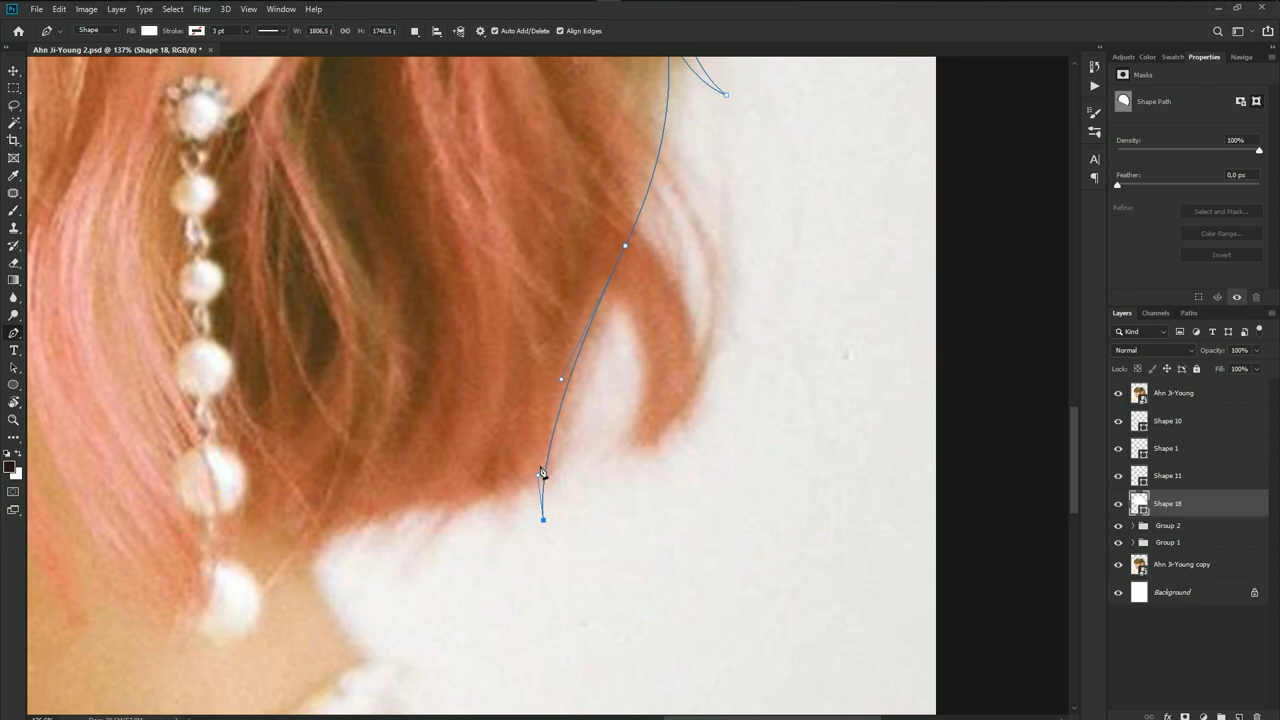 Ps File Edit Image Layer Type Select Filter 3D View Window Help
Shape Fill: Stroke: 3 pt W: 1806,5 H: 1748,5 Auto Add/Delete Align Edges
Ahn Ji-Young 2.psd @ 137% (Shape 18, RGB/8) * ×
Adjustr Color Swatch Properties Naviga
Masks
Shape Path
Density: 100%
Feather: 0,0 px
Refine: Select and Mask...
Color Range...
Invert
Layers Channels Paths
Kind
Normal Opacity: 100%
Lock: Fill: 100%
Ahn Ji-Young
Shape 10
Shape 1
Shape 11
Shape 18
Group 2
Group 1
Ahn Ji-Young copy
Background
fx